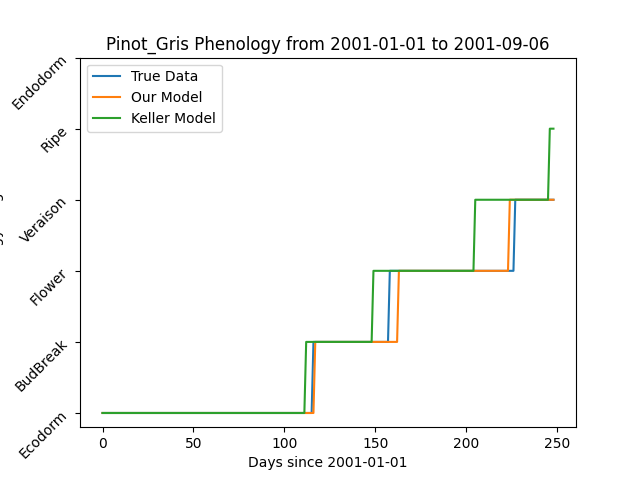 Pinot_Gris Phenology from 2001-01-01 to 2001-09-06
True Data
Our Model
Keller Model
Endodorm
Ripe
Veraison
Flower
BudBreak
Ecodorm
0 50 100 150 200 250
Days since 2001-01-01